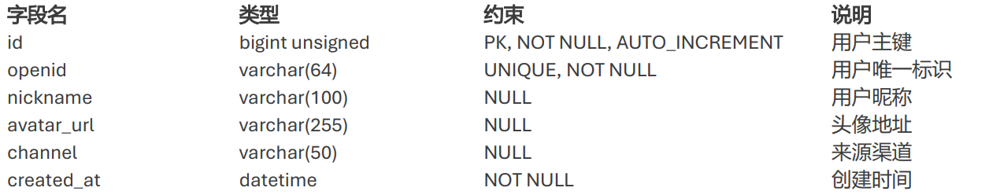 字段名 类型 约束 说明
id bigint unsigned PK, NOT NULL, AUTO_INCREMENT 用户主键
openid varchar(64) UNIQUE, NOT NULL 用户唯一标识
nickname varchar(100) NULL 用户昵称
avatar_url varchar(255) NULL 头像地址
channel varchar(50) NULL 来源渠道
created_at datetime NOT NULL 创建时间